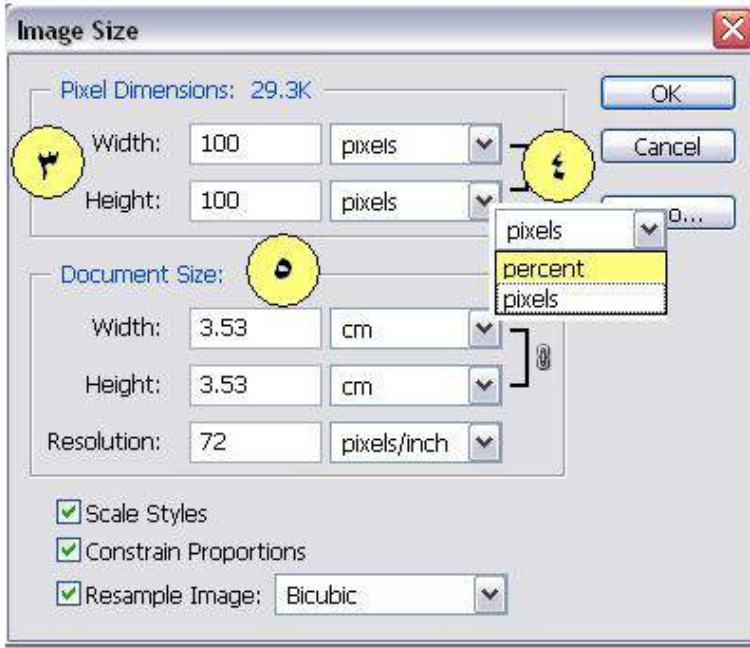 Image Size
Pixel Dimensions: 29.3K
OK
Width: 100 pixels
Cancel
٣
٤
Height: 100 pixels
o...
pixels
percent
pixels
Document Size:
٥
Width: 3.53 cm
Height: 3.53 cm
Resolution: 72 pixels/inch
Scale Styles
Constrain Proportions
Resample Image: Bicubic